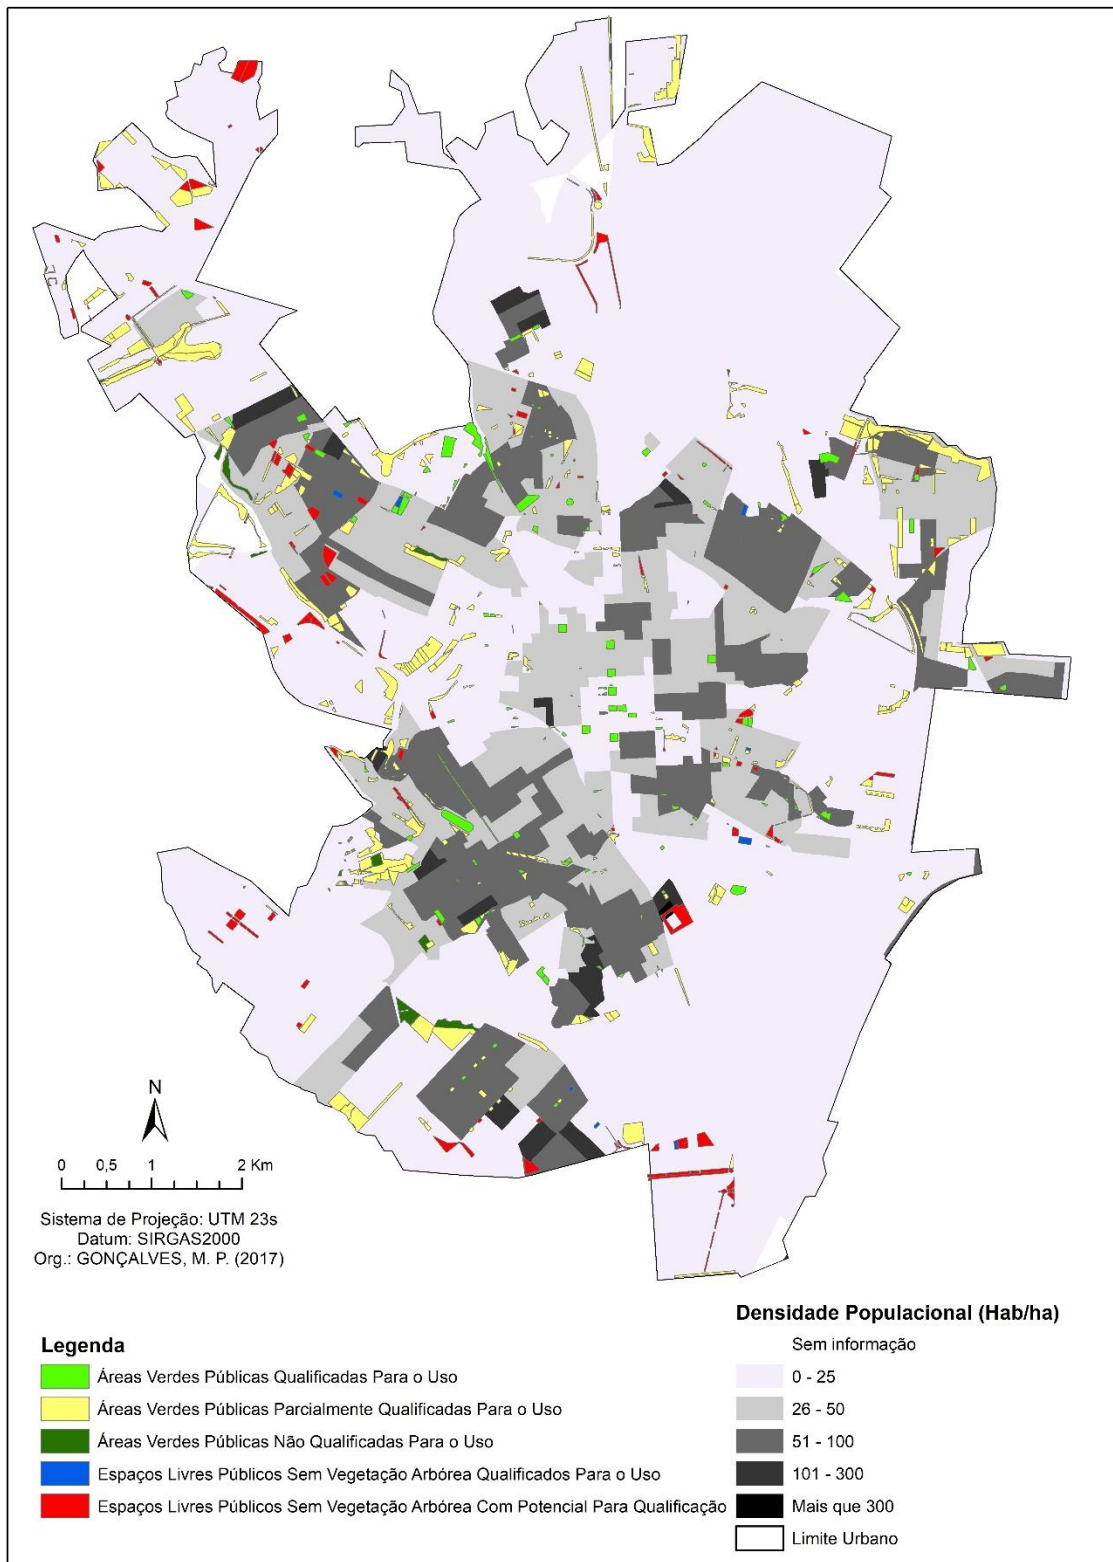 N
0 0,5 1 2 Km
Sistema de Projeção: UTM 23s
Datum: SIRGAS2000
Org.: GONÇALVES, M. P. (2017)
Legenda
Áreas Verdes Públicas Qualificadas Para o Uso
Áreas Verdes Públicas Parcialmente Qualificadas Para o Uso
Áreas Verdes Públicas Não Qualificadas Para o Uso
Espaços Livres Públicos Sem Vegetação Arbórea Qualificados Para o Uso
Espaços Livres Públicos Sem Vegetação Arbórea Com Potencial Para Qualificação
Densidade Populacional (Hab/ha)
Sem informação
0 - 25
26 - 50
51 - 100
101 - 300
Mais que 300
Limite Urbano